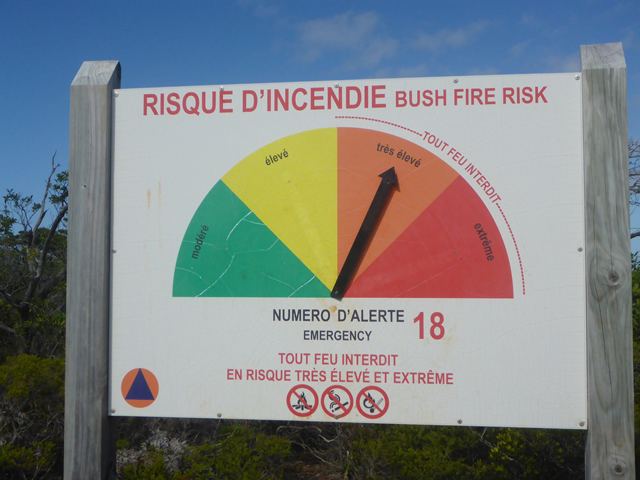 RISQUE D'INCENDIE BUSH FIRE RISK
modéré
élevé
très élevé
extrême
TOUT FEU INTERDIT
NUMERO D'ALERTE 18
EMERGENCY
TOUT FEU INTERDIT
EN RISQUE TRÈS ÉLEVÉ ET EXTRÊME